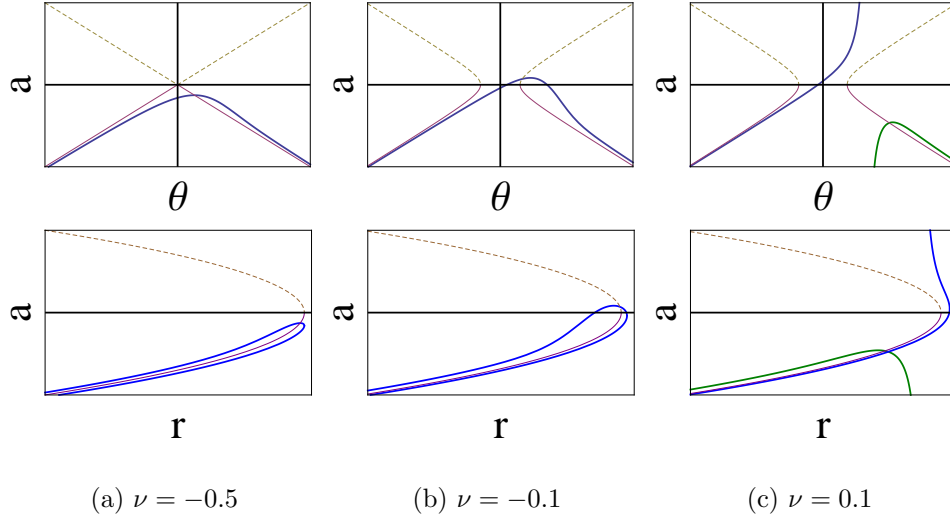 a a a
θ θ θ
a a a
r r r
(a) ν = −0.5 (b) ν = −0.1 (c) ν = 0.1